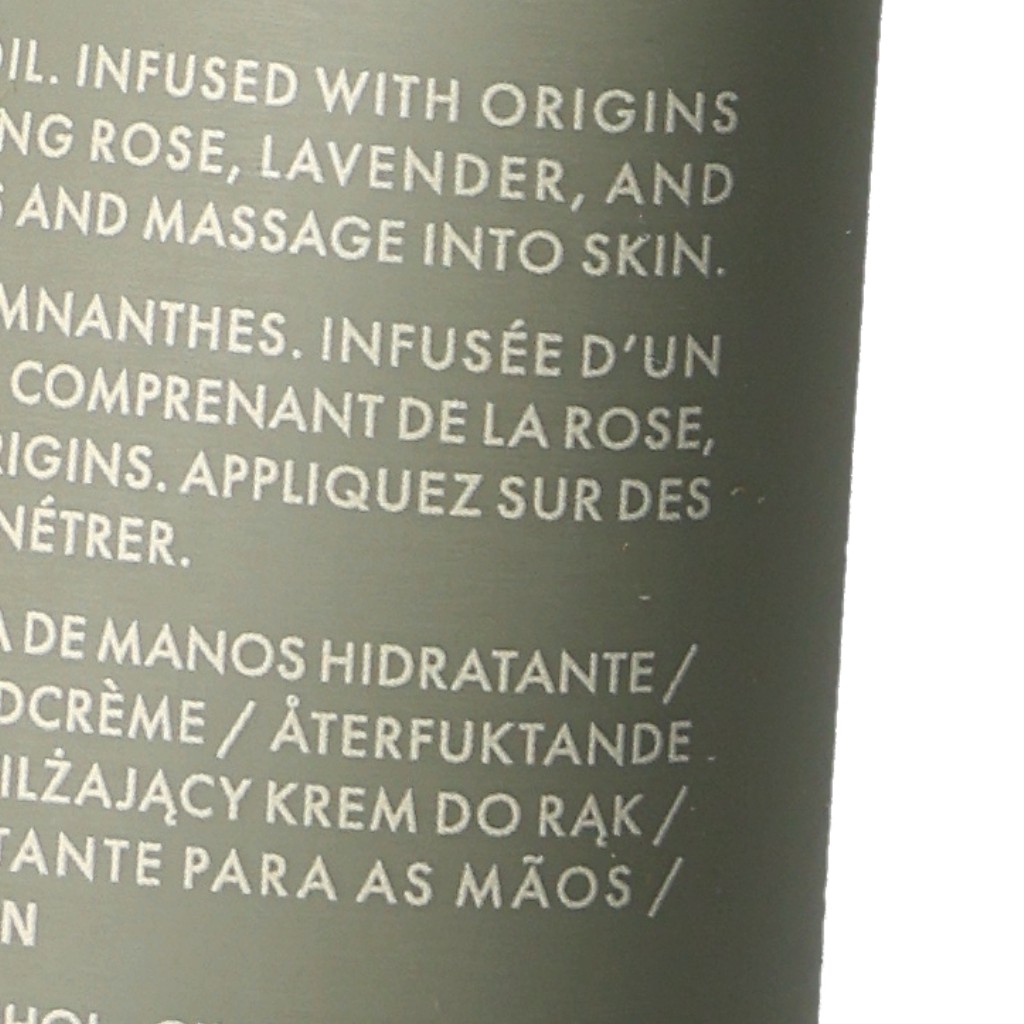 OIL. INFUSED WITH ORIGINS
NG ROSE, LAVENDER, AND
AND MASSAGE INTO SKIN.
MNANTHES. INFUSÉE D'UN
COMPRENANT DE LA ROSE,
RIGINS. APPLIQUEZ SUR DES
NÉTRER.
A DE MANOS HIDRATANTE /
DCRÈME / ÅTERFUKTANDE
ILŻAJĄCY KREM DO RĄK /
TANTE PARA AS MÃOS /
N